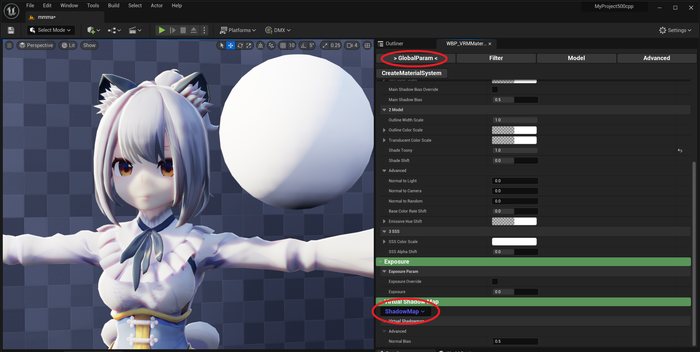 File Edit Window Tools Build Select Actor Help
MyProject500cpp
mnma•
Select Mode
Platforms
DMX
Settings
Perspective
Lit
Show
10
5°
0.25
4
Outliner
WBP_VRMMater...
> GlobalParam <
Filter
Model
Advanced
CreateMaterialSystem
Main Shadow Bias Override
Main Shadow Bias 0.5
2 Model
Outline Width Scale 1.0
Outline Color Scale
Translucent Color Scale
Shade Toony 1.0
Shade Shift 0.0
Advanced
Normal to Light 0.0
Normal to Camera 0.0
Normal to Random 0.0
Base Color Rate Shift 0.0
Emissive Hue Shift
3 SSS
SSS Color Scale
SSS Alpha Shift 0.0
Exposure
Exposure Param
Exposure Override
Exposure 0.0
Virtual Shadow Map
ShadowMap
Virtual Shadowmap
Advanced
Normal Bias 0.5